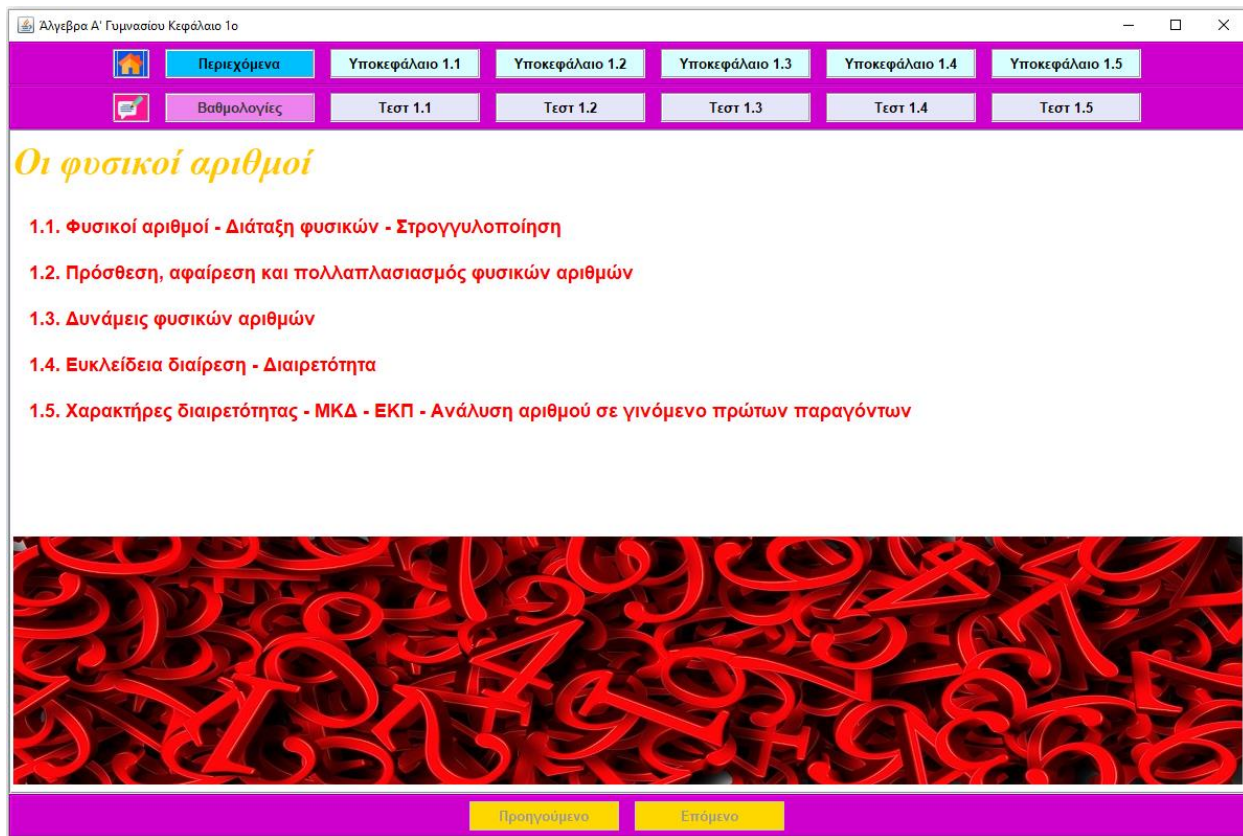 Άλγεβρα Α' Γυμνασίου Κεφάλαιο 1ο
Περιεχόμενα Υποκεφάλαιο 1.1 Υποκεφάλαιο 1.2 Υποκεφάλαιο 1.3 Υποκεφάλαιο 1.4 Υποκεφάλαιο 1.5
Βαθμολογίες Τεστ 1.1 Τεστ 1.2 Τεστ 1.3 Τεστ 1.4 Τεστ 1.5
Οι φυσικοί αριθμοί
1.1. Φυσικοί αριθμοί - Διάταξη φυσικών - Στρογγυλοποίηση
1.2. Πρόσθεση, αφαίρεση και πολλαπλασιασμός φυσικών αριθμών
1.3. Δυνάμεις φυσικών αριθμών
1.4. Ευκλείδεια διαίρεση - Διαιρετότητα
1.5. Χαρακτήρες διαιρετότητας - ΜΚΔ - ΕΚΠ - Ανάλυση αριθμού σε γινόμενο πρώτων παραγόντων
Προηγούμενο Επόμενο